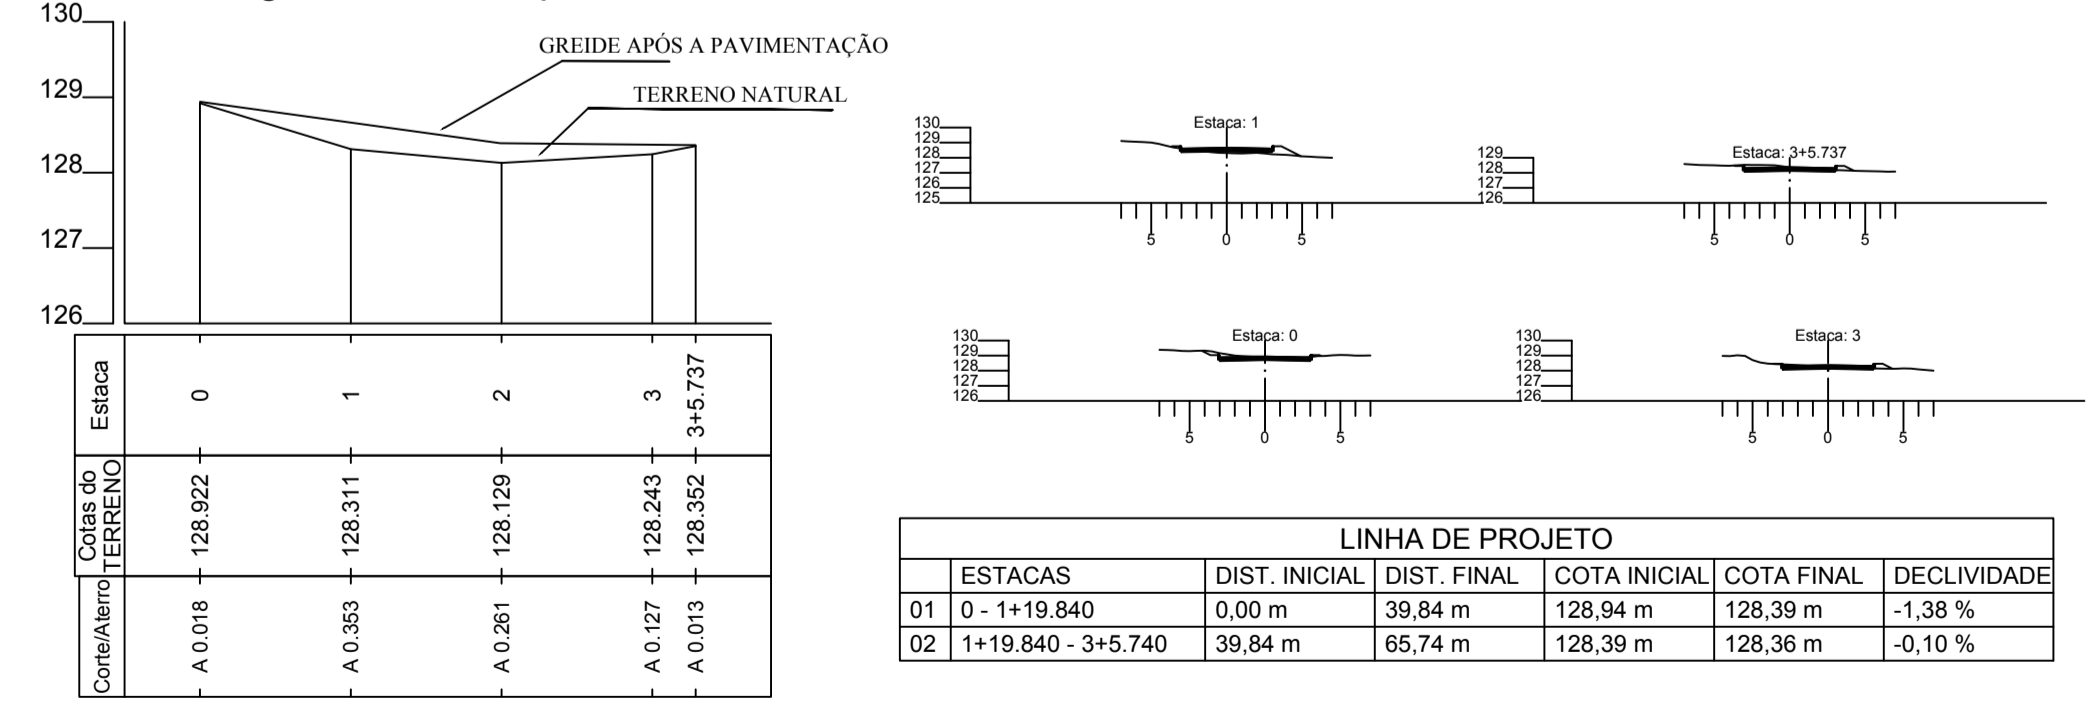 130
129
128
127
126
GREIDE APÓS A PAVIMENTAÇÃO
TERRENO NATURAL
Estaca 0 1 2 3 3+5.737
Cotas do TERRENO 128.922 128.311 128.129 128.243 128.352
Corte/Aterro A 0.018 A 0.353 A 0.261 A 0.127 A 0.013
Estaca: 1
130
129
128
127
126
125
5 0 5
Estaca: 3+5.737
129
128
127
126
5 0 5
Estaca: 0
130
129
128
127
126
5 0 5
Estaca: 3
130
129
128
127
126
5 0 5
LINHA DE PROJETO
ESTACAS DIST. INICIAL DIST. FINAL COTA INICIAL COTA FINAL DECLIVIDADE
01 0 - 1+19.840 0,00 m 39,84 m 128,94 m 128,39 m -1,38 %
02 1+19.840 - 3+5.740 39,84 m 65,74 m 128,39 m 128,36 m -0,10 %